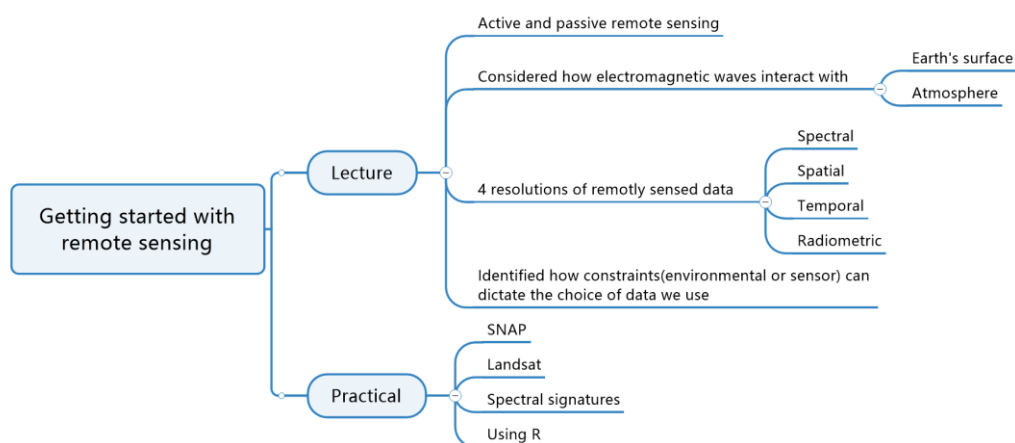 Getting started with
remote sensing
Lecture
Active and passive remote sensing
Considered how electromagnetic waves interact with
Earth's surface
Atmosphere
4 resolutions of remotly sensed data
Spectral
Spatial
Temporal
Radiometric
Identified how constraints(environmental or sensor) can
dictate the choice of data we use
Practical
SNAP
Landsat
Spectral signatures
Using R